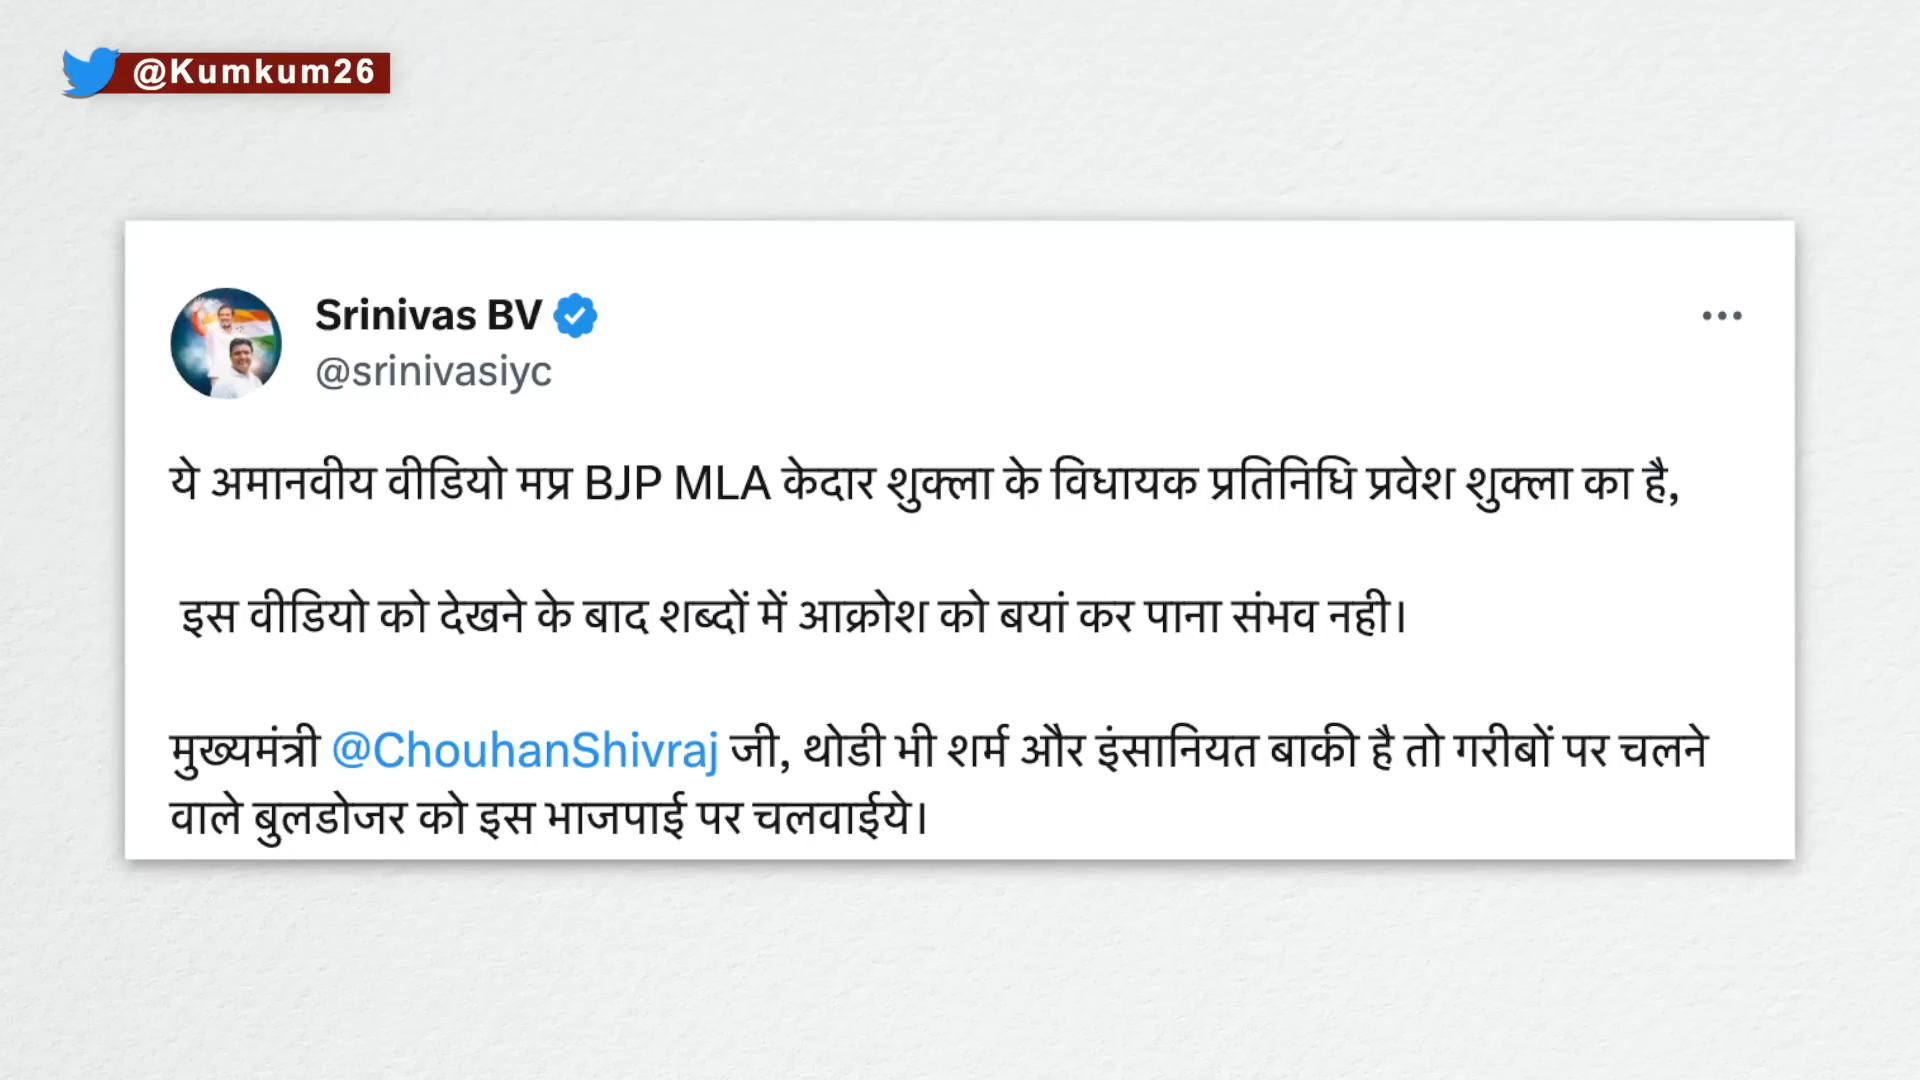 @Kumkum26
Srinivas BV
@srinivasiyc
ये अमानवीय वीडियो मप्र BJP MLA केदार शुक्ला के विधायक प्रतिनिधि प्रवेश शुक्ला का है,
इस वीडियो को देखने के बाद शब्दों में आक्रोश को बयां कर पाना संभव नही।
मुख्यमंत्री @ChouhanShivraj जी, थोडी भी शर्म और इंसानियत बाकी है तो गरीबों पर चलने
वाले बुलडोजर को इस भाजपाई पर चलवाईये।